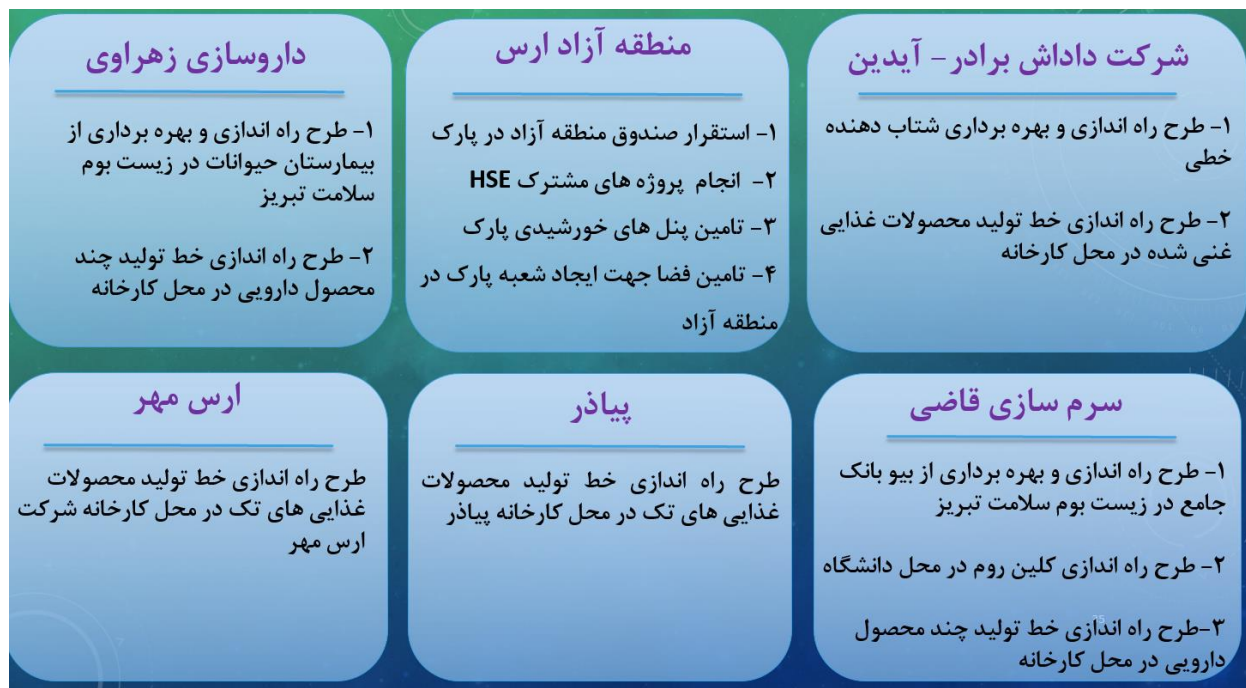 شرکت داداش برادر- آیدین
۱- طرح راه اندازی و بهره برداری شتاب دهنده
خطی
۲- طرح راه اندازی خط تولید محصولات غذایی
غنی شده در محل کارخانه
منطقه آزاد ارس
۱- استقرار صندوق منطقه آزاد در پارک
۲- انجام پروژه های مشترک HSE
۳- تامین پنل های خورشیدی پارک
۴- تامین فضا جهت ایجاد شعبه پارک در
منطقه آزاد
داروسازی زهراوی
۱- طرح راه اندازی و بهره برداری از
بیمارستان حیوانات در زیست بوم
سلامت تبریز
۲- طرح راه اندازی خط تولید چند
محصول دارویی در محل کارخانه
سرم سازی قاضی
۱- طرح راه اندازی و بهره برداری از بیو بانک
جامع در زیست بوم سلامت تبریز
۲- طرح راه اندازی کلین روم در محل دانشگاه
۳-طرح راه اندازی خط تولید چند محصول
دارویی در محل کارخانه
پیاذر
طرح راه اندازی خط تولید محصولات
غذایی های تک در محل کارخانه پیاذر
ارس مهر
طرح راه اندازی خط تولید محصولات
غذایی های تک در محل کارخانه شرکت
ارس مهر